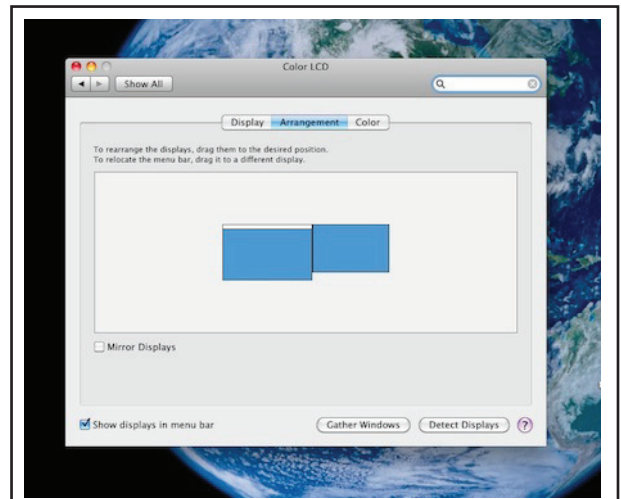 Color LCD
Show All
Display Arrangement Color
To rearrange the displays, drag them to the desired position.
To relocate the menu bar, drag it to a different display.
Mirror Displays
Show displays in menu bar Gather Windows Detect Displays ?